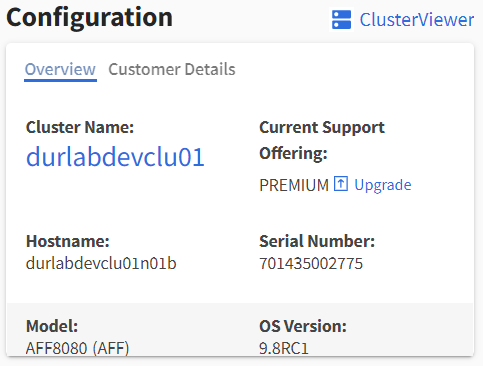 Configuration
ClusterViewer
Overview
Customer Details
Cluster Name:
durlabdevclu01
Current Support
Offering:
PREMIUM Upgrade
Hostname:
durlabdevclu01n01b
Serial Number:
701435002775
Model:
AFF8080 (AFF)
OS Version:
9.8RC1